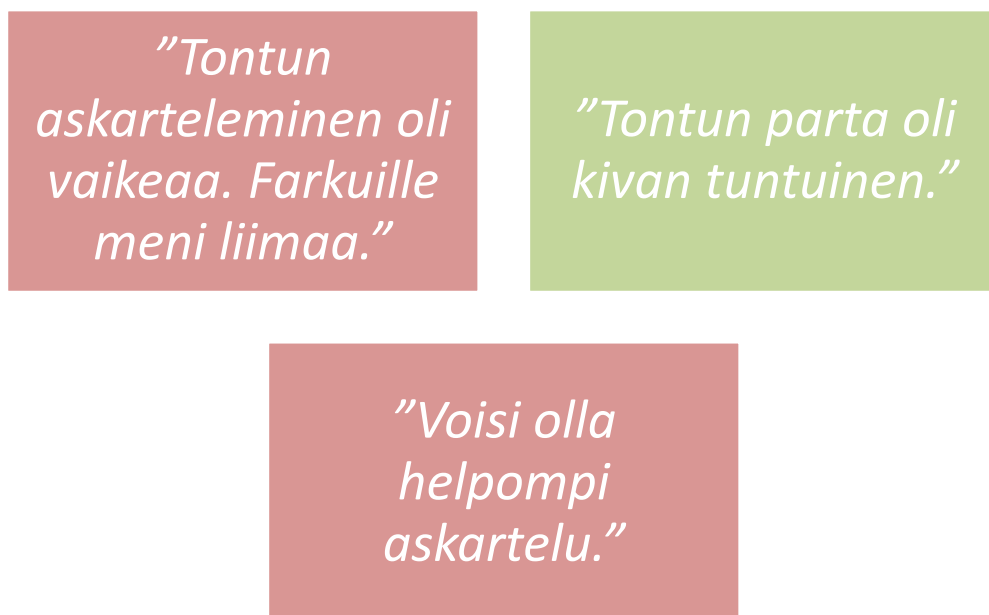 ”Tontun
askarteleminen oli
vaikeaa. Farkuille
meni liimaa.”
”Tontun parta oli
kivan tuntuinen.”
”Voisi olla
helpompi
askartelu.”